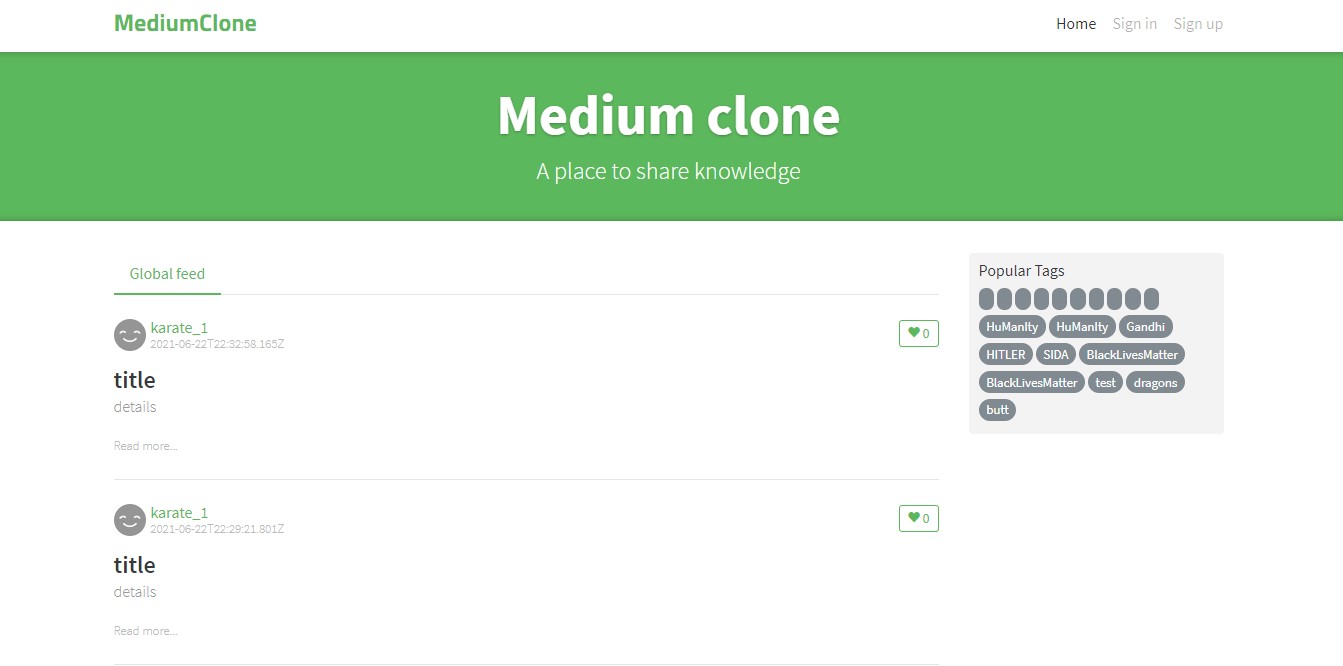 MediumClone
Home Sign in Sign up
Medium clone
A place to share knowledge
Global feed
karate_1
2021-06-22T22:32:58.165Z
0
title
details
Read more...
karate_1
2021-06-22T22:29:21.801Z
0
title
details
Read more...
Popular Tags
HuManIty HuManIty Gandhi
HITLER SIDA BlackLivesMatter
BlackLivesMatter test dragons
butt